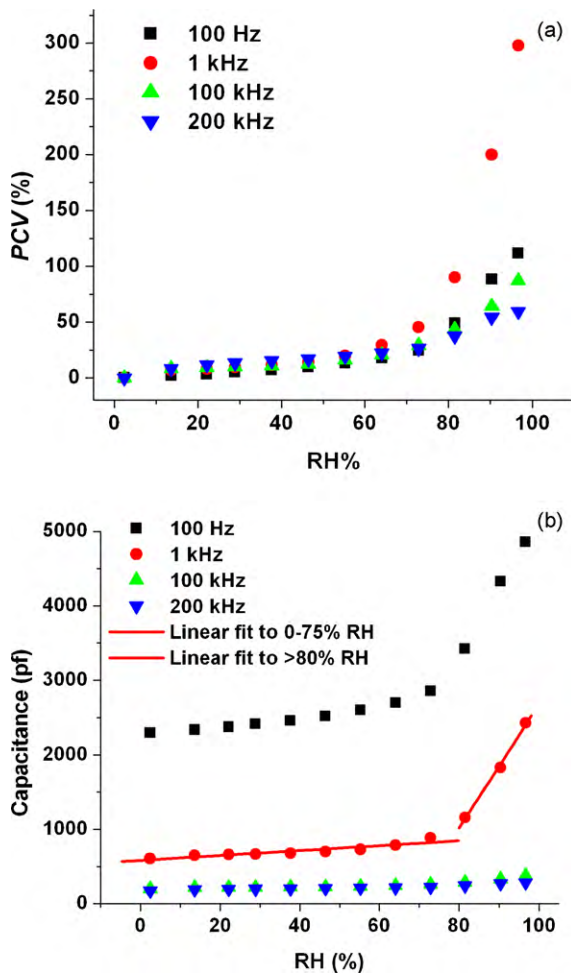 (a)
100 Hz
1 kHz
100 kHz
200 kHz
PCV (%)
300
250
200
150
100
50
0
0 20 40 60 80 100
RH%
(b)
100 Hz
1 kHz
100 kHz
200 kHz
Linear fit to 0-75% RH
Linear fit to >80% RH
Capacitance (pf)
5000
4000
3000
2000
1000
0
0 20 40 60 80 100
RH (%)